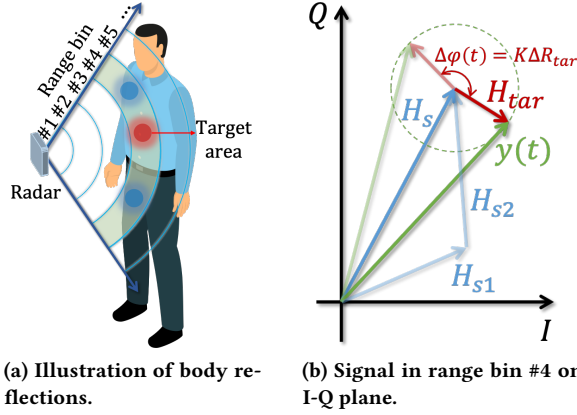 Range bin
#1 #2 #3 #4 #5 ...
Radar
Target
area
(a) Illustration of body re-
flections.
Q
Δφ(t) = KΔR_tar
H_tar
H_s
y(t)
H_s2
H_s1
I
(b) Signal in range bin #4 on
I-Q plane.